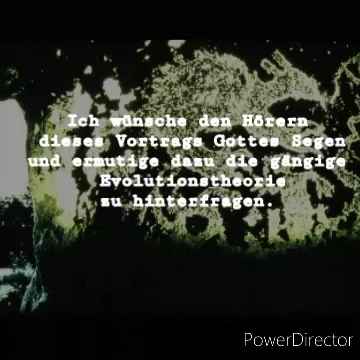 Ich wünsche den Hörern
dieses Vortrags Gottes Segen
und ermutige dazu die gängige
Evolutionstheorie
zu hinterfragen.
PowerDirector